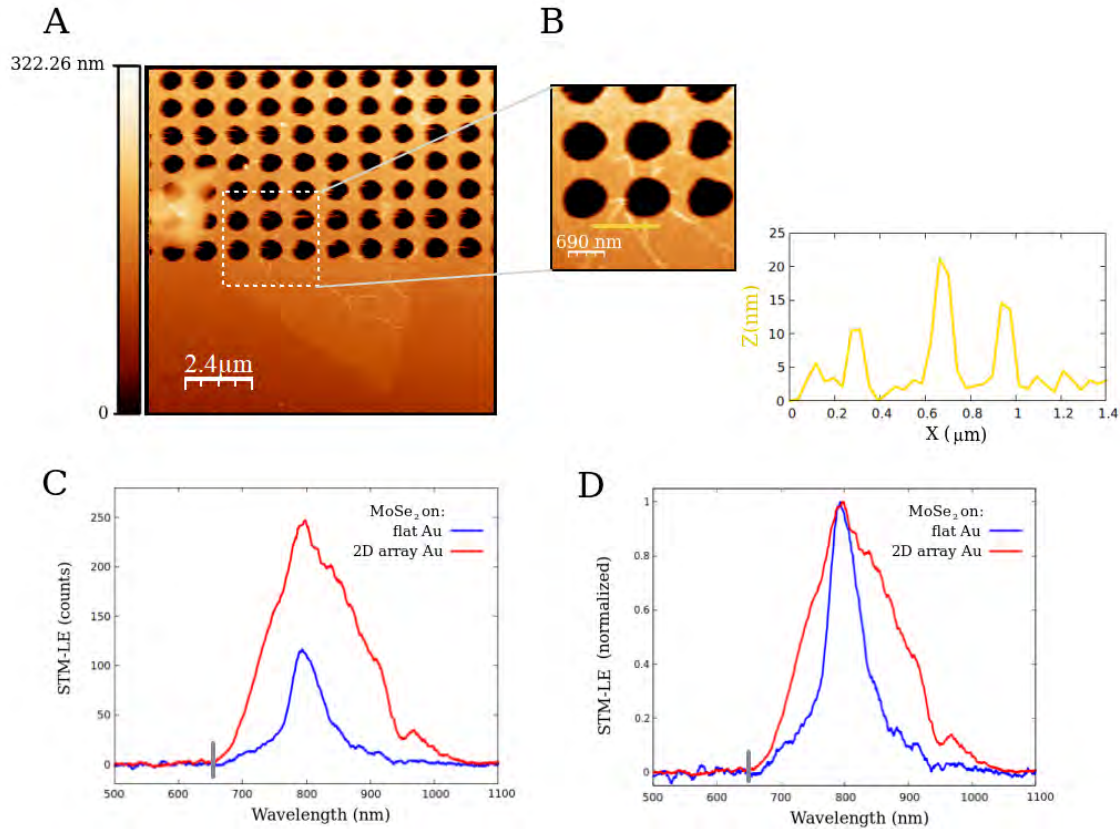 A
B
322.26 nm
0
2.4μm
690 nm
25
20
15
10
5
0
Z(nm)
0 0.2 0.4 0.6 0.8 1 1.2 1.4
X (μm)
C
D
MoSe₂ on:
flat Au
2D array Au
250
200
150
100
50
0
STM-LE (counts)
500 600 700 800 900 1000 1100
Wavelength (nm)
MoSe₂ on:
flat Au
2D array Au
1
0.8
0.6
0.4
0.2
0
STM-LE (normalized)
500 600 700 800 900 1000 1100
Wavelength (nm)